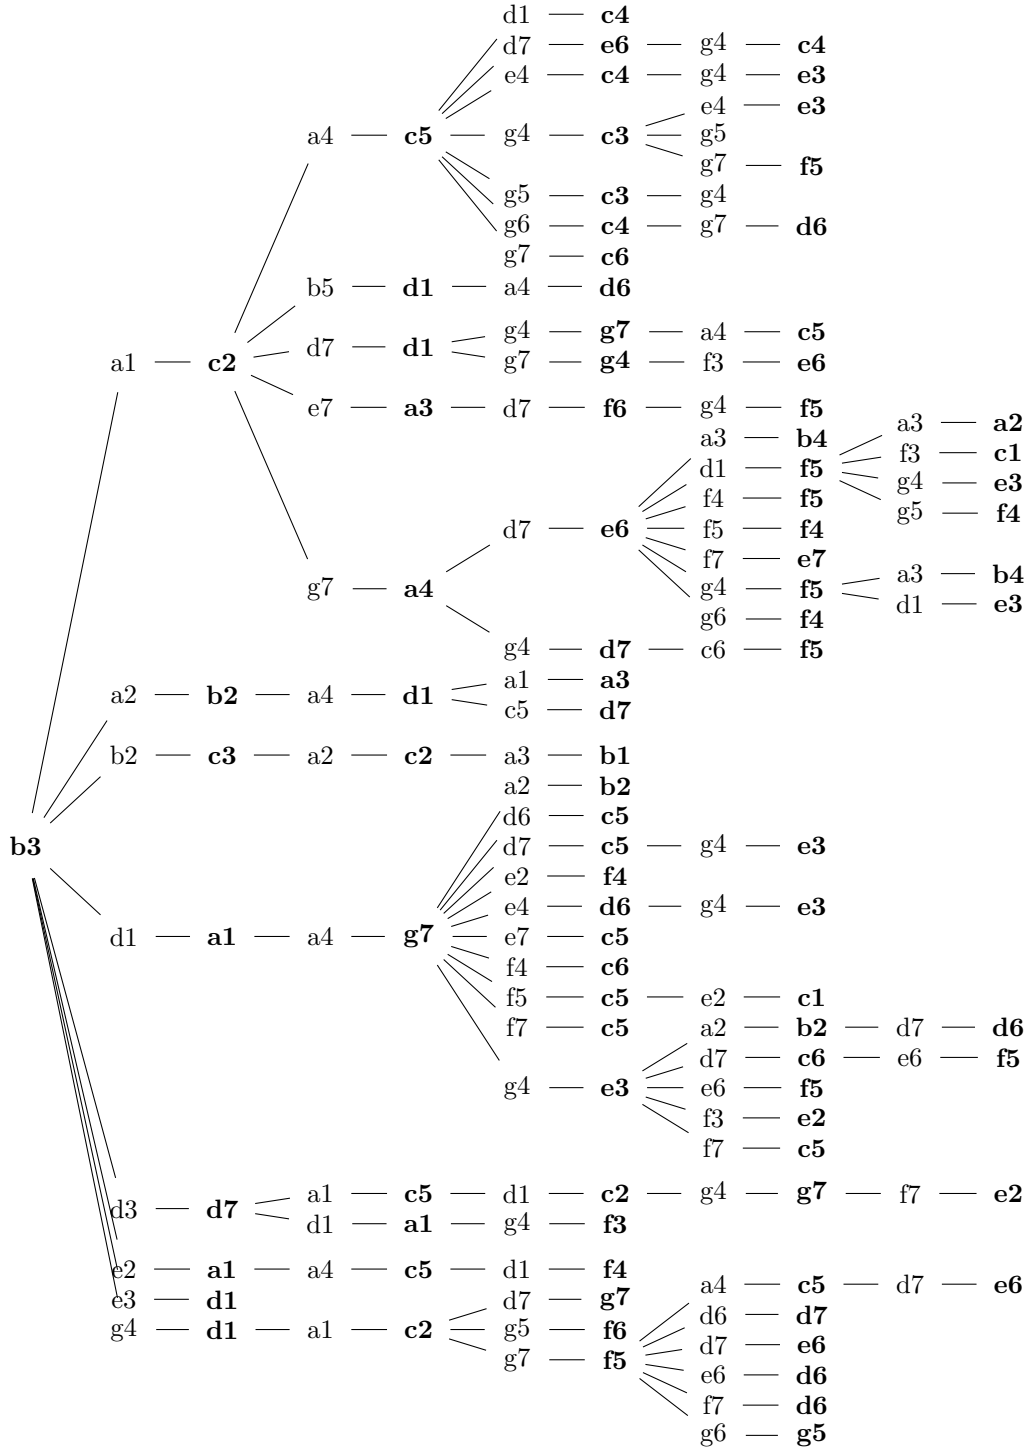 d1 c4
d7 e6 g4 c4
e4 c4 g4 e3
e4 e3
a4 c5 g4 c3 g5
g7 f5
g5 c3 g4
g6 c4 g7 d6
g7 c6
b5 d1 a4 d6
g4 g7 a4 c5
d7 d1
a1 c2 g7 g4 f3 e6
e7 a3 d7 f6 g4 f5
a3 a2
a3 b4
f3 c1
d1 f5
g4 e3
f4 f5
g5 f4
d7 e6 f5 f4
f7 e7
a3 b4
g7 a4 g4 f5
d1 e3
g6 f4
g4 d7 c6 f5
a1 a3
a2 b2 a4 d1
c5 d7
b2 c3 a2 c2 a3 b1
a2 b2
d6 c5
b3 d7 c5 g4 e3
e2 f4
e4 d6 g4 e3
d1 a1 a4 g7 e7 c5
f4 c6
f5 c5 e2 c1
f7 c5 a2 b2 d7 d6
d7 c6 e6 f5
g4 e3 e6 f5
f3 e2
f7 c5
a1 c5 d1 c2 g4 g7 f7 e2
d3 d7
d1 a1 g4 f3
e2 a1 a4 c5 d1 f4
a4 c5 d7 e6
e3 d1 d7 g7
d6 d7
g4 d1 a1 c2 g5 f6
d7 e6
g7 f5
e6 d6
f7 d6
g6 g5